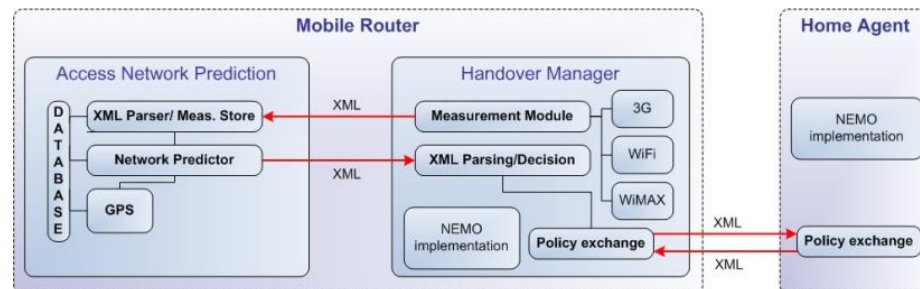 Mobile Router
Home Agent
Access Network Prediction
Handover Manager
DATABASE
XML Parser/ Meas. Store
Network Predictor
GPS
XML
XML
Measurement Module
XML Parsing/Decision
3G
WiFi
WiMAX
NEMO
implementation
Policy exchange
XML
XML
NEMO
implementation
Policy exchange